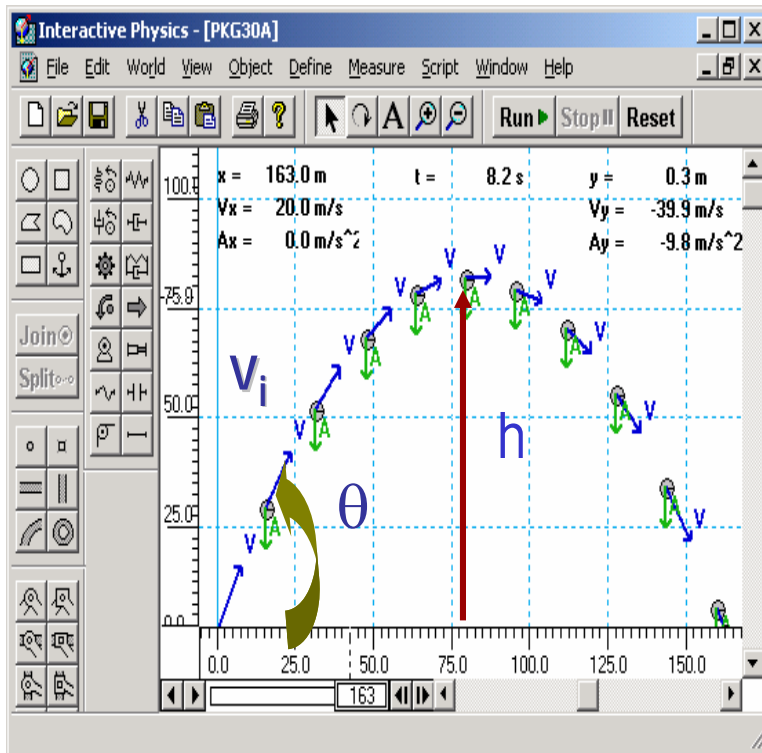 Interactive Physics - [PKG30A]
File Edit World View Object Define Measure Script Window Help
A Run Stop Reset
x = 163.0 m t = 8.2 s y = 0.3 m
Vx = 20.0 m/s Vy = -39.9 m/s
Ax = 0.0 m/s^2 Ay = -9.8 m/s^2
100.0
75.0
50.0
25.0
0.0
Join
Split
V V V V V V V V V V
A A A A A A A A A
vi
h
θ
0.0 25.0 50.0 75.0 100.0 125.0 150.0
163